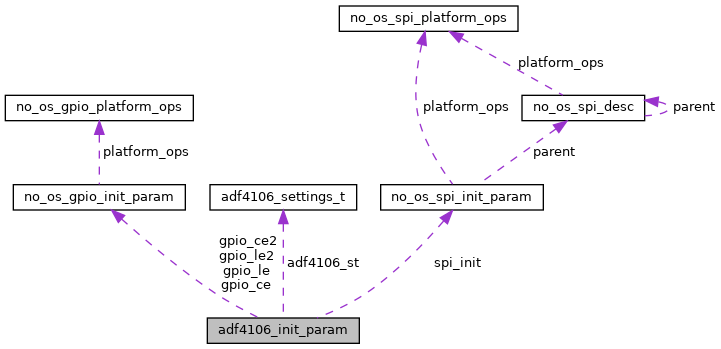 no_os_spi_platform_ops
platform_ops
no_os_gpio_platform_ops
platform_ops
no_os_spi_desc
parent
platform_ops
parent
no_os_gpio_init_param
adf4106_settings_t
no_os_spi_init_param
gpio_ce2
gpio_le2
gpio_le
gpio_ce
adf4106_st
spi_init
adf4106_init_param